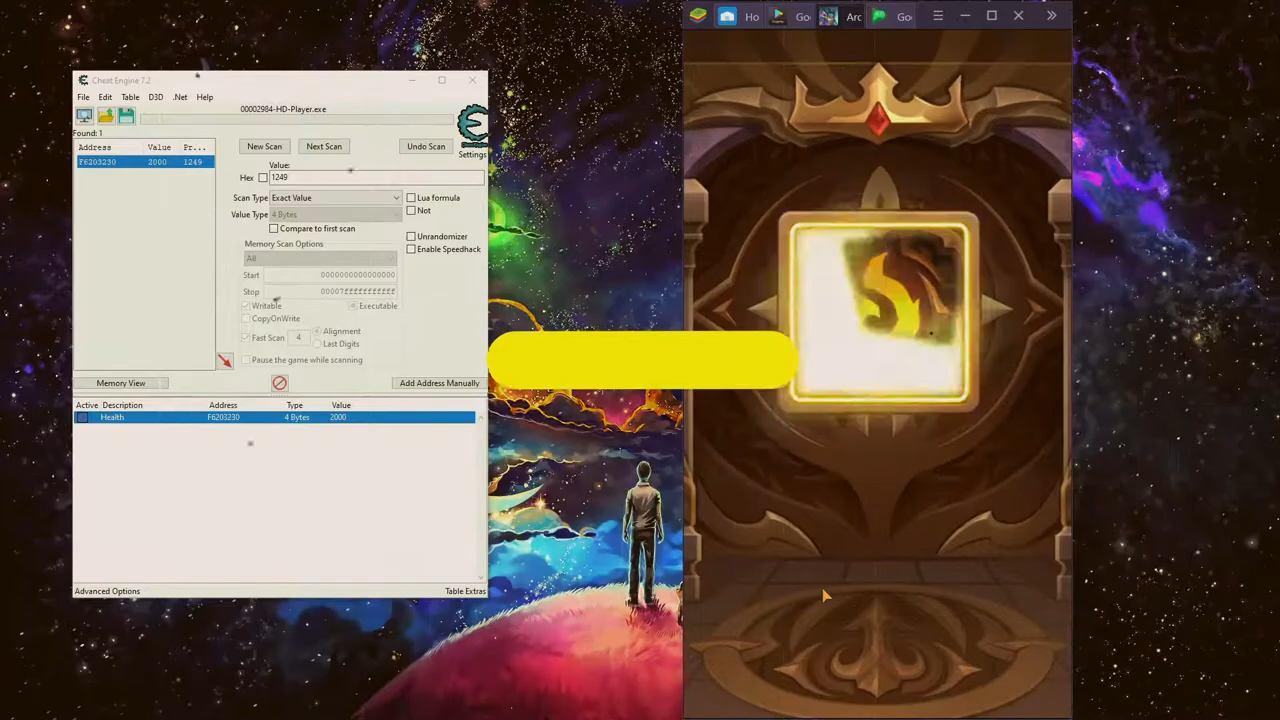 Ho
Go
Arc
Go
Cheat Engine 7.2
File Edit Table D3D .Net Help
00002984-HD-Player.exe
Found: 1
Address Value Pr...
F6203230 2000 1249
New Scan Next Scan Undo Scan
Settings
Value:
Hex 1249
Scan Type Exact Value
Lua formula
Not
Value Type 4 Bytes
Compare to first scan
Unrandomizer
Enable Speedhack
Memory Scan Options
All
Start 0000000000000000
Stop 00007fffffffffff
Writable Executable
CopyOnWrite
Fast Scan 4 Alignment
Last Digits
Pause the game while scanning
Memory View Add Address Manually
Active Description Address Type Value
Health F6203230 4 Bytes 2000
Advanced Options Table Extras